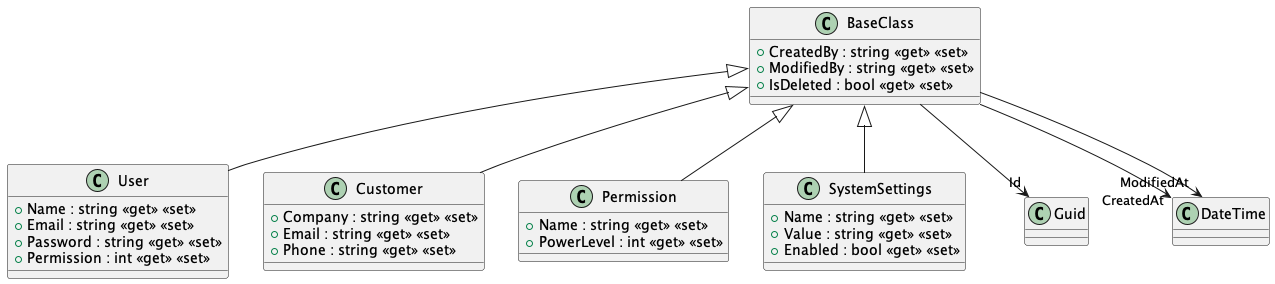 C BaseClass
CreatedBy : string «get» «set»
ModifiedBy : string «get» «set»
IsDeleted : bool «get» «set»
C User
Name : string «get» «set»
Email : string «get» «set»
Password : string «get» «set»
Permission : int «get» «set»
C Customer
Company : string «get» «set»
Email : string «get» «set»
Phone : string «get» «set»
C Permission
Name : string «get» «set»
PowerLevel : int «get» «set»
C SystemSettings
Name : string «get» «set»
Value : string «get» «set»
Enabled : bool «get» «set»
Id
C Guid
ModifiedAt
CreatedAt
C DateTime